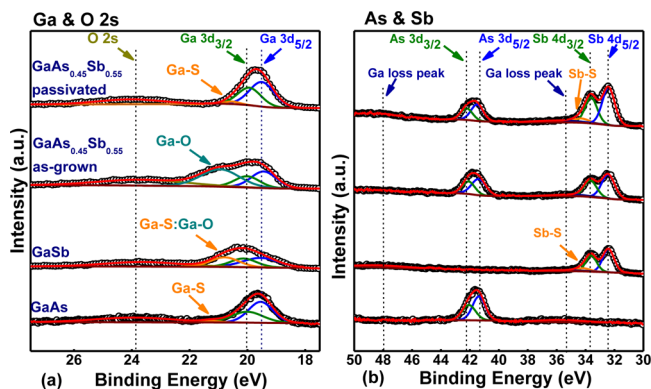 Ga & O 2s
O 2s
Ga 3d3/2
Ga 3d5/2
GaAs0.45Sb0.55
passivated
Ga-S
GaAs0.45Sb0.55
as-grown
Ga-O
Ga-S:Ga-O
GaSb
Ga-S
GaAs
Intensity (a.u.)
26 24 22 20 18
(a) Binding Energy (eV)
As & Sb
As 3d3/2
As 3d5/2
Sb 4d3/2
Sb 4d5/2
Ga loss peak
Ga loss peak
Sb-S
Sb-S
Intensity (a.u.)
50 48 46 44 42 40 38 36 34 32 30
(b) Binding Energy (eV)